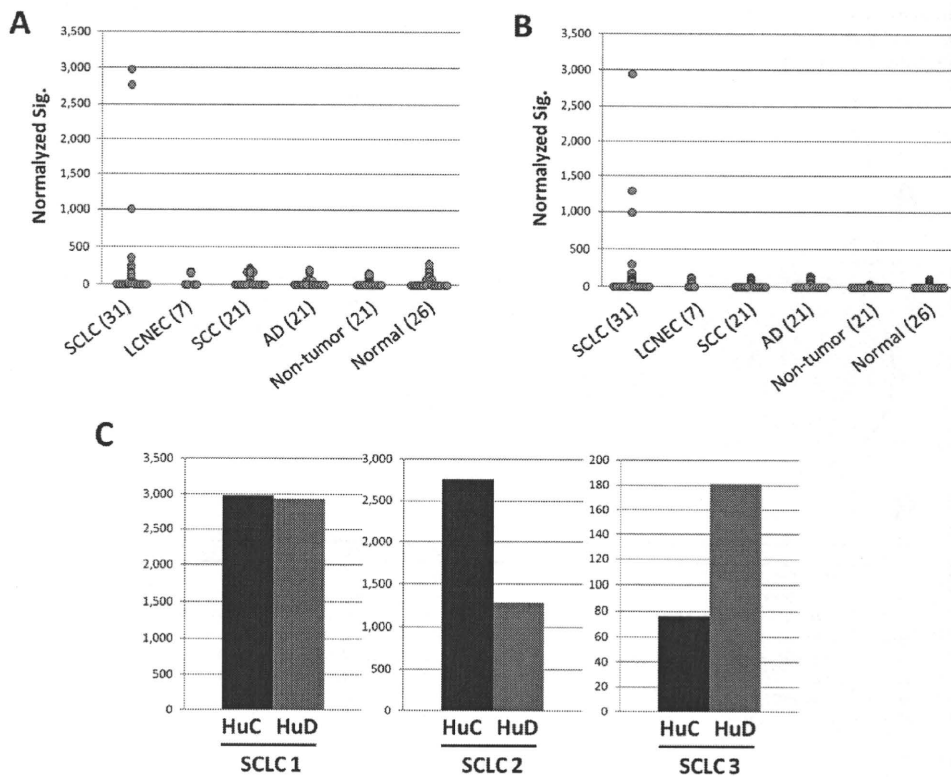 A
Normalyzed Sig.
3,500
3,000
2,500
2,000
1,500
1,000
500
0
SCLC (31)
LCNEC (7)
SCC (21)
AD (21)
Non-tumor (21)
Normal (26)
B
Normalyzed Sig.
3,500
3,000
2,500
2,000
1,500
1,000
500
0
SCLC (31)
LCNEC (7)
SCC (21)
AD (21)
Non-tumor (21)
Normal (26)
C
3,500
3,000
2,500
2,000
1,500
1,000
500
0
HuC HuD
SCLC 1
3,000
2,500
2,000
1,500
1,000
500
0
HuC HuD
SCLC 2
200
180
160
140
120
100
80
60
40
20
0
HuC HuD
SCLC 3